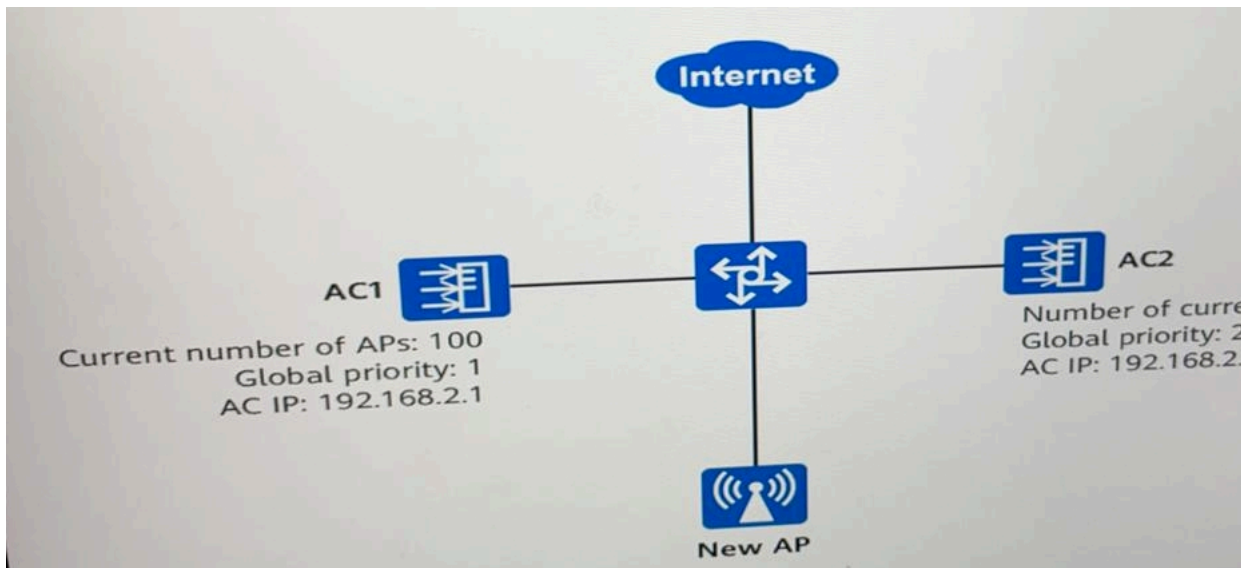 Internet
AC1
Current number of APs: 100
Global priority: 1
AC IP: 192.168.2.1
AC2
Number of
Global priority: 2
AC IP: 192.168.2.
New AP